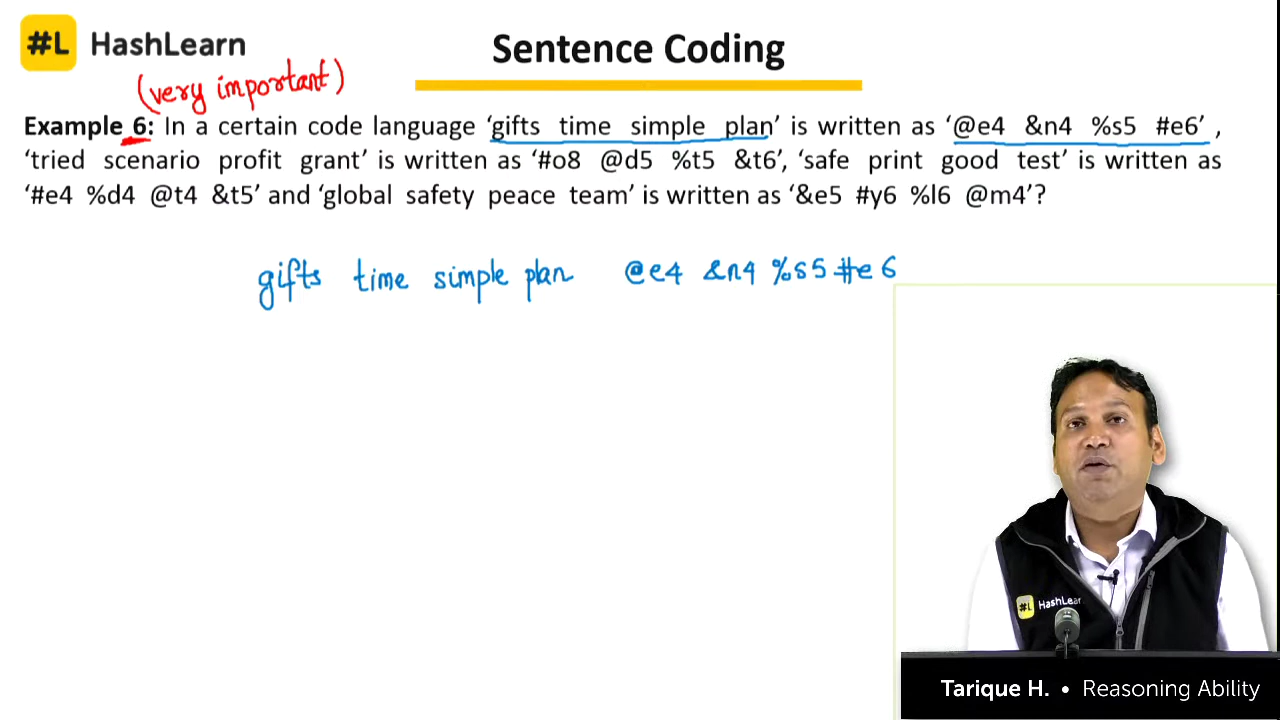 #L HashLearn
Sentence Coding
(very important)
Example 6: In a certain code language ‘gifts time simple plan’ is written as ‘@e4 &n4 %s5 #e6’ ,
‘tried scenario profit grant’ is written as ‘#o8 @d5 %t5 &t6’, ‘safe print good test’ is written as
‘#e4 %d4 @t4 &t5’ and ‘global safety peace team’ is written as ‘&e5 #y6 %l6 @m4’?
gifts time simple plan @e4 &n4 %s5 #e6
#L HashLear
Tarique H. • Reasoning Ability